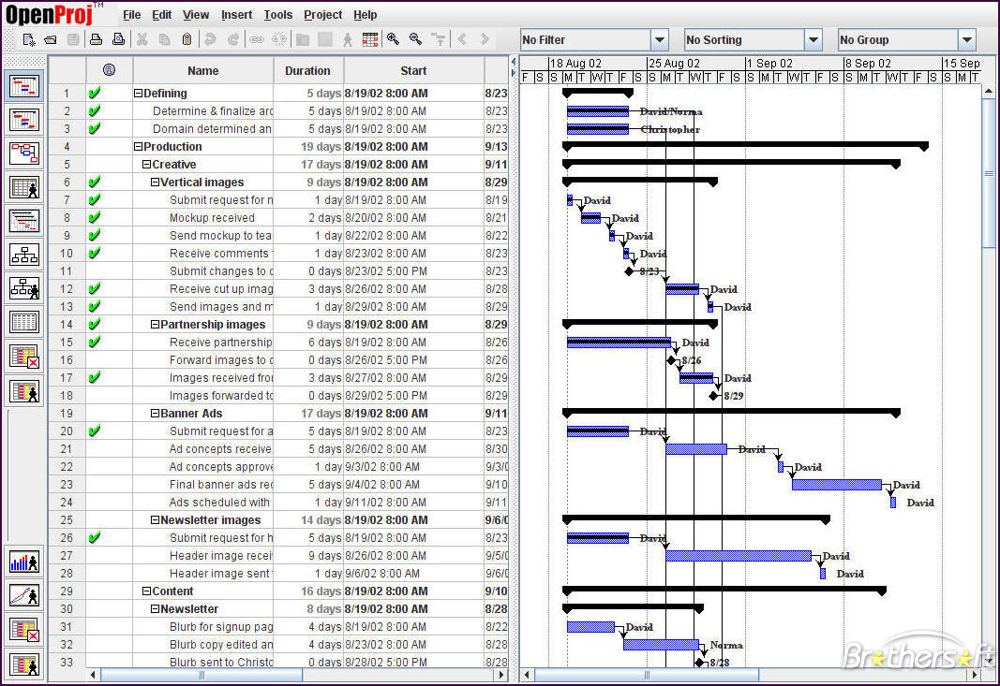 OpenProj™
File Edit View Insert Tools Project Help
No Filter No Sorting No Group
Name Duration Start
18 Aug 02 25 Aug 02 1 Sep 02 8 Sep 02 15 Sep
F S S M T W T F S S M T W T F S S M T W T F S S M T W T F S S M T
1 Defining 5 days 8/19/02 8:00 AM 8/23
2 Determine & finalize arc 5 days 8/19/02 8:00 AM 8/23 David/Norma
3 Domain determined an 5 days 8/19/02 8:00 AM 8/23 Christopher
4 Production 19 days 8/19/02 8:00 AM 9/13
5 Creative 17 days 8/19/02 8:00 AM 9/11
6 Vertical images 9 days 8/19/02 8:00 AM 8/29
7 Submit request for n 1 day 8/19/02 8:00 AM 8/19 David
8 Mockup received 2 days 8/20/02 8:00 AM 8/21 David
9 Send mockup to tea 1 day 8/22/02 8:00 AM 8/22 David
10 Receive comments 1 day 8/23/02 8:00 AM 8/23 David
11 Submit changes to c 0 days 8/23/02 5:00 PM 8/23 8/23
12 Receive cut up imag 3 days 8/26/02 8:00 AM 8/28 David
13 Send images and m 1 day 8/29/02 8:00 AM 8/29 David
14 Partnership images 9 days 8/19/02 8:00 AM 8/29
15 Receive partnership 6 days 8/19/02 8:00 AM 8/26 David
16 Forward images to c 0 days 8/26/02 5:00 PM 8/26 8/26
17 Images received froi 3 days 8/27/02 8:00 AM 8/29 David
18 Images forwarded to 0 days 8/29/02 5:00 PM 8/29 8/29
19 Banner Ads 17 days 8/19/02 8:00 AM 9/11
20 Submit request for a 5 days 8/19/02 8:00 AM 8/23 David
21 Ad concepts receive 5 days 8/26/02 8:00 AM 8/30 David
22 Ad concepts approve 1 day 9/3/02 8:00 AM 9/3/0 David
23 Final banner ads rec 5 days 9/4/02 8:00 AM 9/10 David
24 Ads scheduled with 1 day 9/11/02 8:00 AM 9/11 David
25 Newsletter images 14 days 8/19/02 8:00 AM 9/6/0
26 Submit request for h 5 days 8/19/02 8:00 AM 8/23 David
27 Header image recei 9 days 8/26/02 8:00 AM 9/5/0 David
28 Header image sent 1 day 9/6/02 8:00 AM 9/6/0 David
29 Content 16 days 8/19/02 8:00 AM 9/10
30 Newsletter 8 days 8/19/02 8:00 AM 8/28
31 Blurb for signup pag 4 days 8/19/02 8:00 AM 8/22 David
32 Blurb copy edited an 4 days 8/23/02 8:00 AM 8/28 Norma
33 Blurb sent to Christo 0 days 8/28/02 5:00 PM 8/28 8/28
Brothersoft